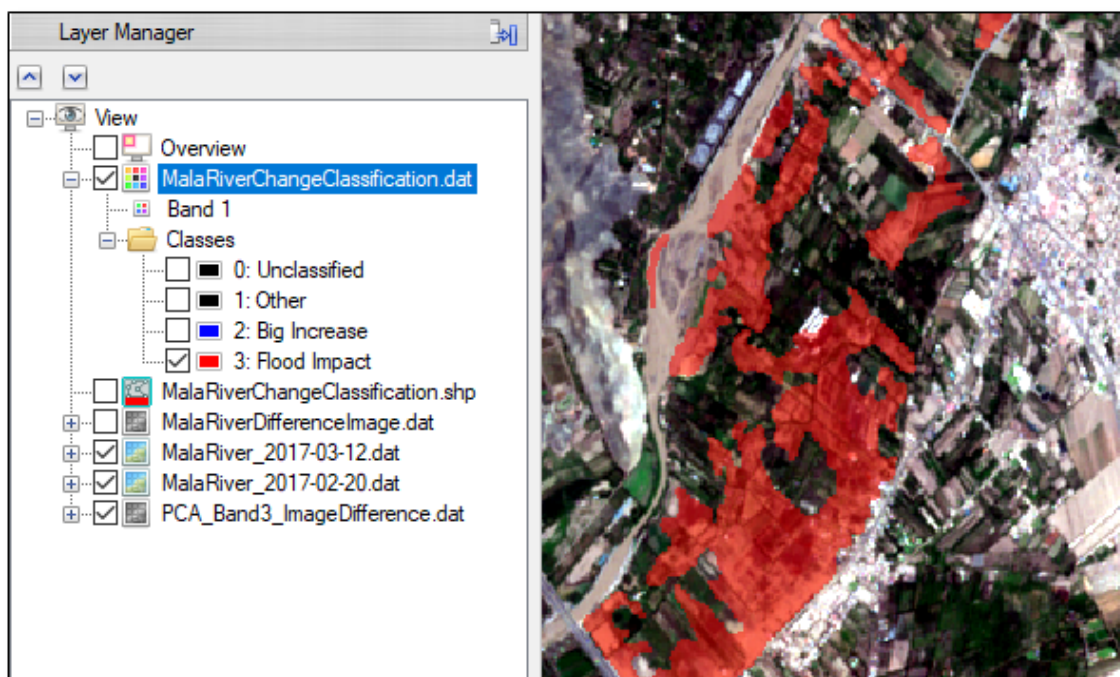 Layer Manager
View
Overview
MalaRiverChangeClassification.dat
Band 1
Classes
0: Unclassified
1: Other
2: Big Increase
3: Flood Impact
MalaRiverChangeClassification.shp
MalaRiverDifferenceImage.dat
MalaRiver_2017-03-12.dat
MalaRiver_2017-02-20.dat
PCA_Band3_ImageDifference.dat